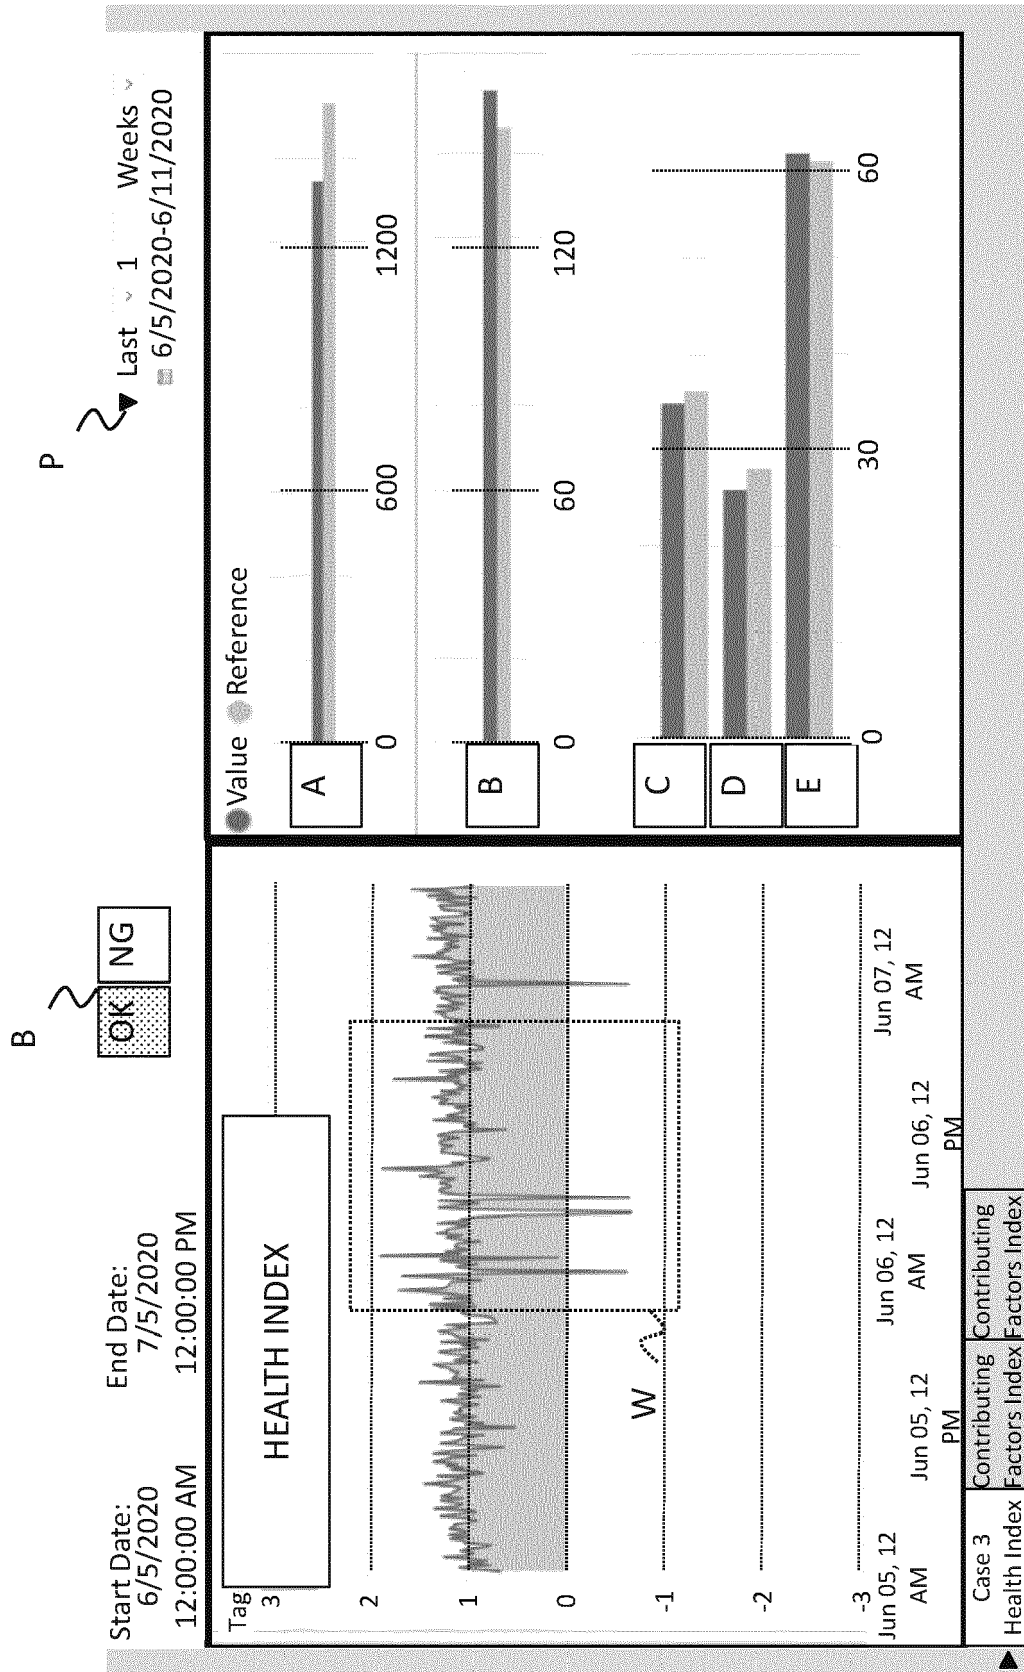 Start Date:
6/5/2020
12:00:00 AM
End Date:
7/5/2020
12:00:00 PM
B
OK
NG
P
▼ Last 1 Weeks
6/5/2020-6/11/2020
Tag
HEALTH INDEX
3
2
1
0
-1
-2
-3
W
Jun 05, 12
AM
Jun 05, 12
PM
Jun 06, 12
AM
Jun 06, 12
PM
Jun 07, 12
AM
Value Reference
A
0 600 1200
B
0 60 120
C
D
E
0 30 60
Case 3
Health Index
Contributing
Factors Index
Contributing
Factors Index